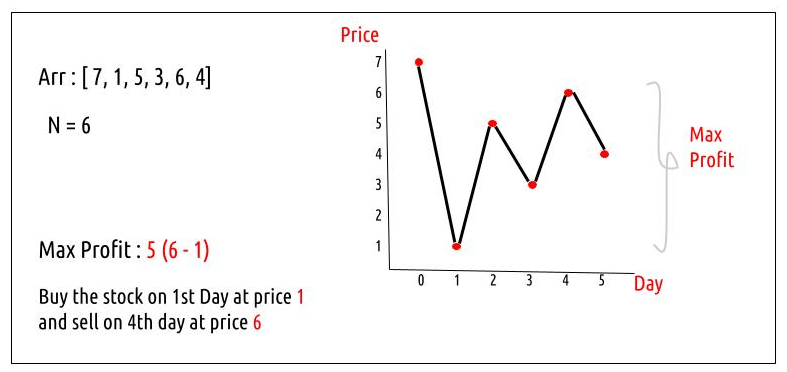 Arr : [ 7, 1, 5, 3, 6, 4]
N = 6
Max Profit : 5 (6 - 1)
Buy the stock on 1st Day at price 1
and sell on 4th day at price 6
Price
7
6
5
4
3
2
1
0 1 2 3 4 5
Day
Max
Profit